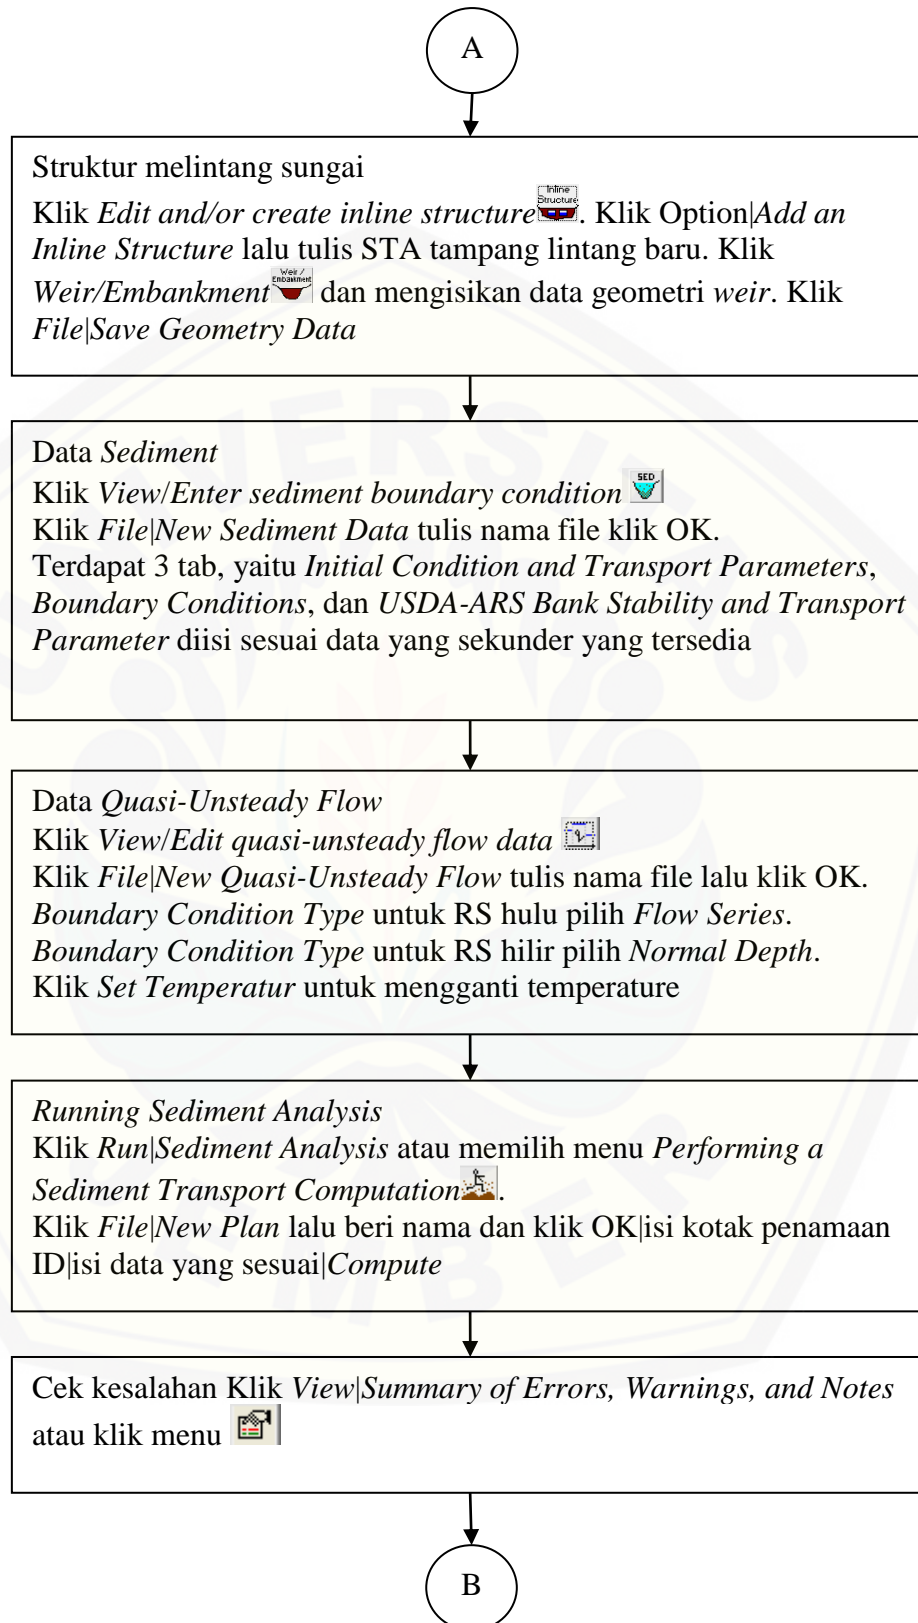 A
Struktur melintang sungai
Klik Edit and/or create inline structure Inline Structure. Klik Option|Add an
Inline Structure lalu tulis STA tampang lintang baru. Klik
Weir/Embankment Weir / Embankment dan mengisikan data geometri weir. Klik
File|Save Geometry Data
Data Sediment
Klik View/Enter sediment boundary condition SED
Klik File|New Sediment Data tulis nama file klik OK.
Terdapat 3 tab, yaitu Initial Condition and Transport Parameters,
Boundary Conditions, dan USDA-ARS Bank Stability and Transport
Parameter diisi sesuai data yang sekunder yang tersedia
Data Quasi-Unsteady Flow
Klik View/Edit quasi-unsteady flow data
Klik File|New Quasi-Unsteady Flow tulis nama file lalu klik OK.
Boundary Condition Type untuk RS hulu pilih Flow Series.
Boundary Condition Type untuk RS hilir pilih Normal Depth.
Klik Set Temperatur untuk mengganti temperature
Running Sediment Analysis
Klik Run|Sediment Analysis atau memilih menu Performing a
Sediment Transport Computation.
Klik File|New Plan lalu beri nama dan klik OK|isi kotak penamaan
ID|isi data yang sesuai|Compute
Cek kesalahan Klik View|Summary of Errors, Warnings, and Notes
atau klik menu
B
UNIVERSITAS
JEMBER